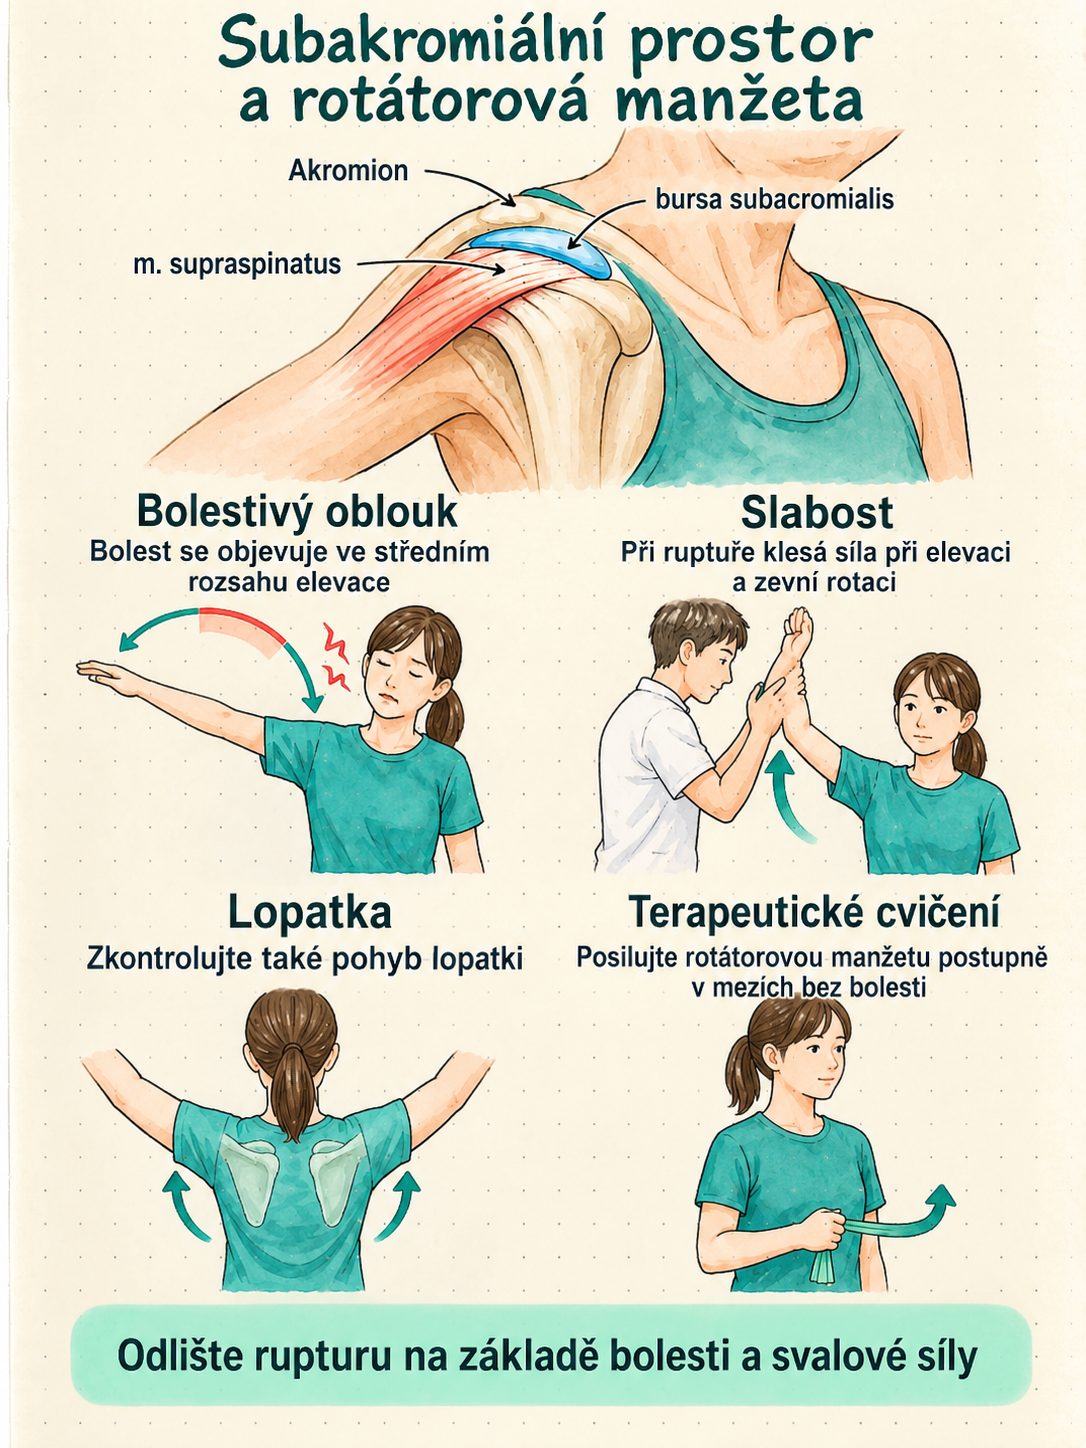 Subakromiální prostor
a rotátorová manžeta
Akromion
bursa subacromialis
m. supraspinatus
Bolestivý oblouk
Bolest se objevuje ve středním
rozsahu elevace
Slabost
Při ruptuře klesá síla při elevaci
a zevní rotaci
Lopatka
Zkontrolujte také pohyb lopatki
Terapeutické cvičení
Posilujte rotátorovou manžetu postupně
v mezích bez bolesti
Odlište rupturu na základě bolesti a svalové síly